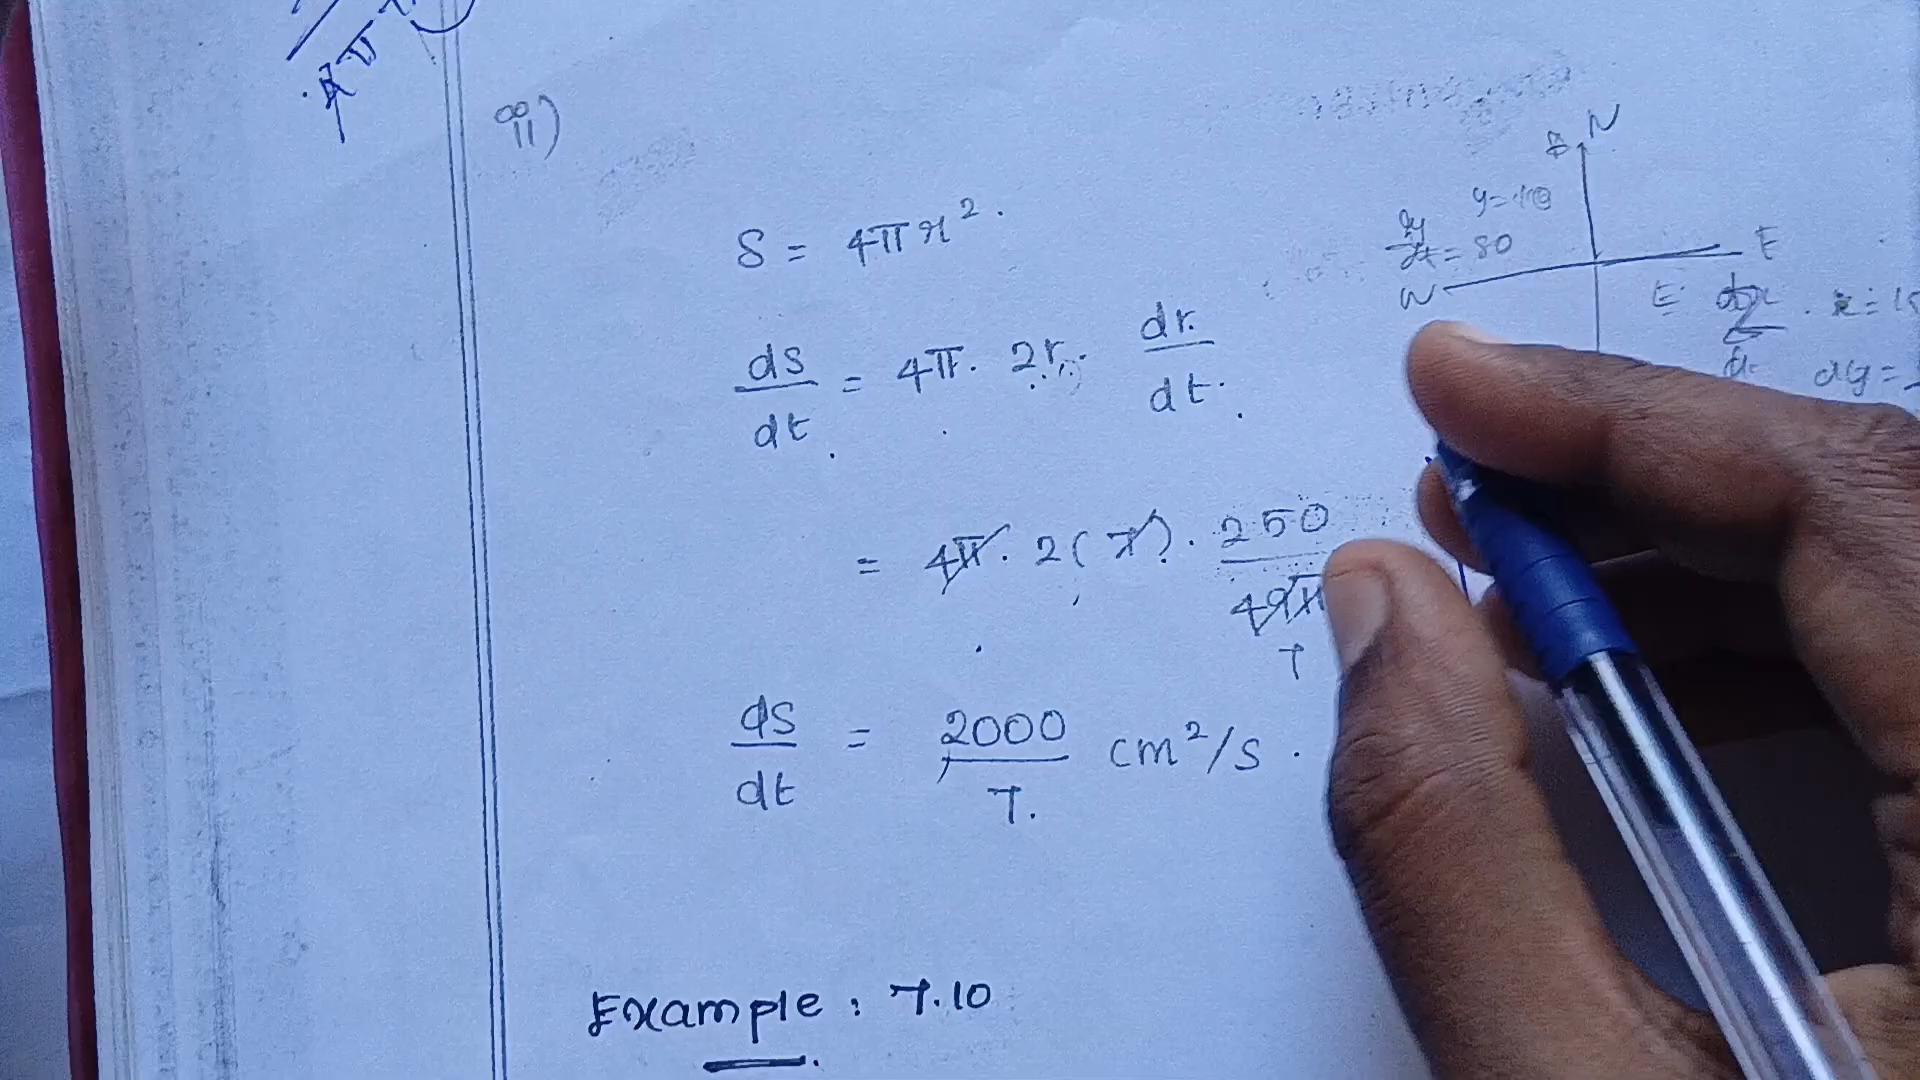 ii)
S = 4πr².
dS/dt = 4π. 2r. dr/dt.
= 4π. 2(7). 250/49π
7
dS/dt = 2000/7. cm²/s.
Example : 7.10
N
dy/dt = 80
W
E